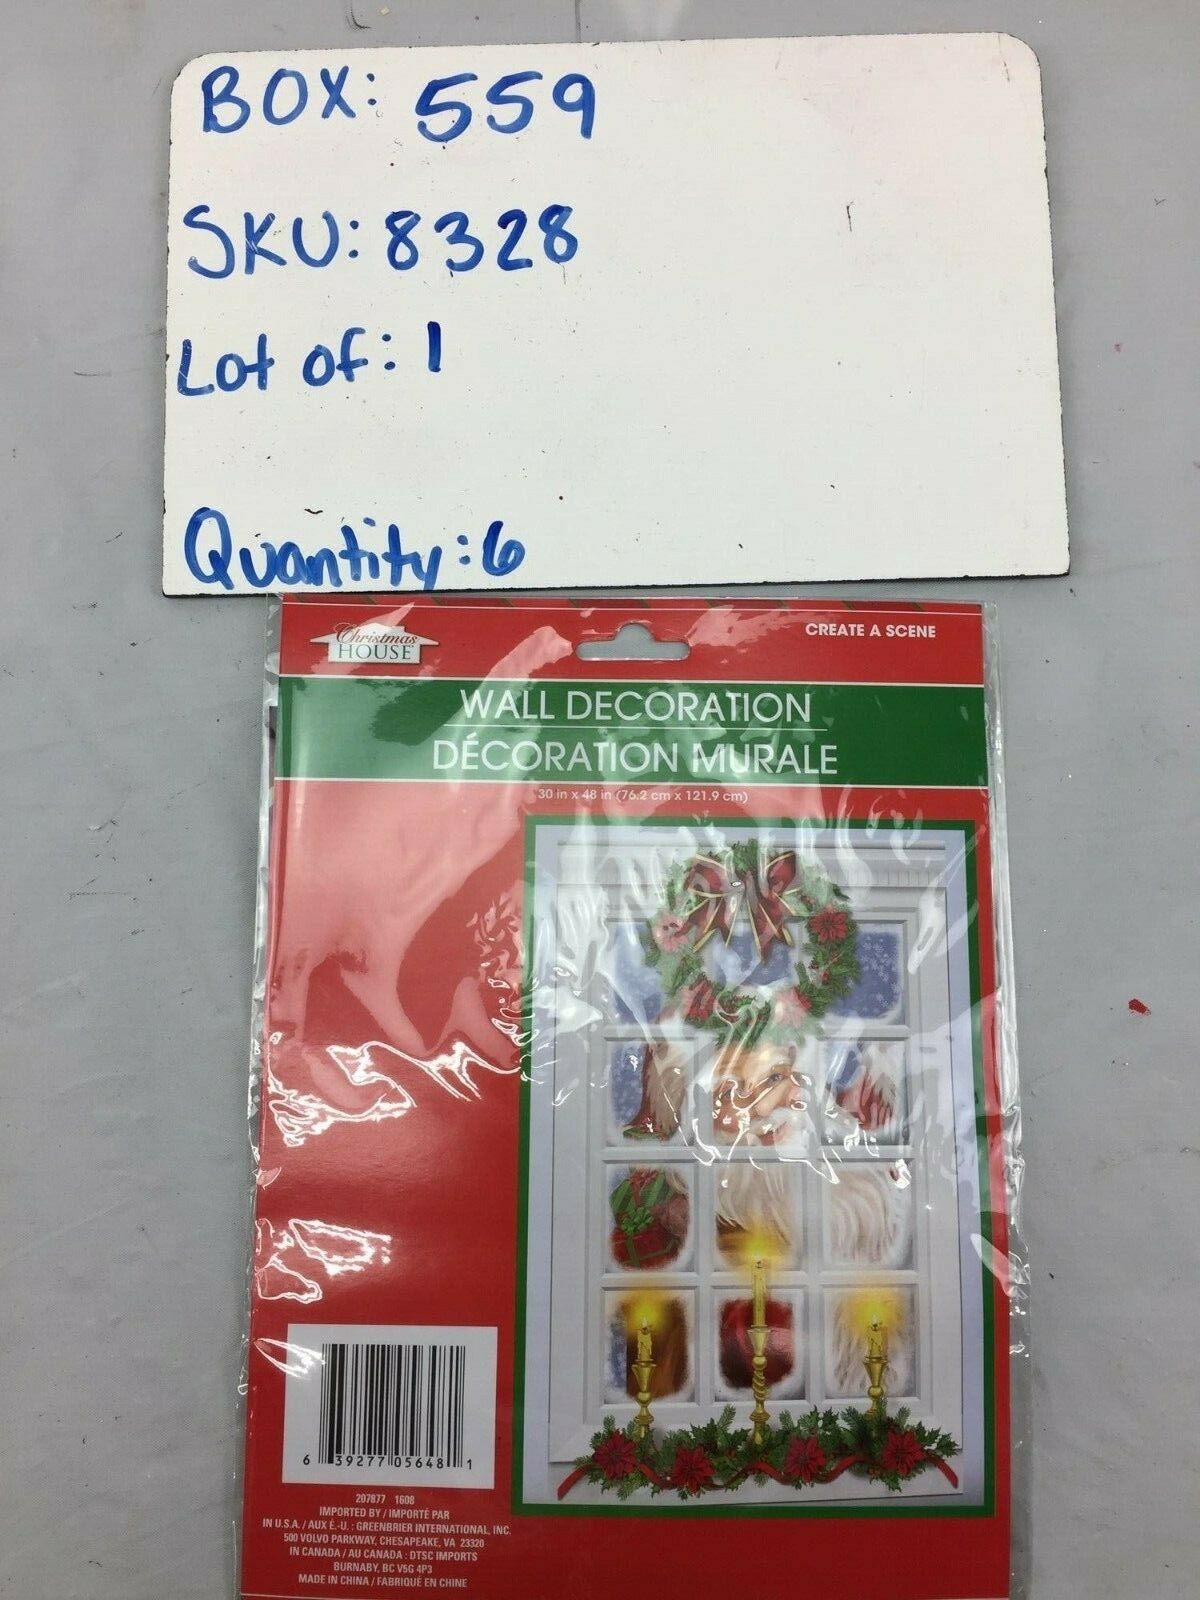 BOX: 559
SKU: 8328
Lot of: 1
Quantity: 6
Christmas
HOUSE
CREATE A SCENE
WALL DECORATION
DÉCORATION MURALE
30 in x 48 in (76.2 cm x 121.9 cm)
6 39277 05648 1
207877 1608
IMPORTED BY / IMPORTÉ PAR
IN U.S.A. / AUX É.-U. : GREENBRIER INTERNATIONAL, INC.
500 VOLVO PARKWAY, CHESAPEAKE, VA 23320
IN CANADA / AU CANADA : DTSC IMPORTS
BURNABY, BC V5G 4P3
MADE IN CHINA / FABRIQUÉ EN CHINE